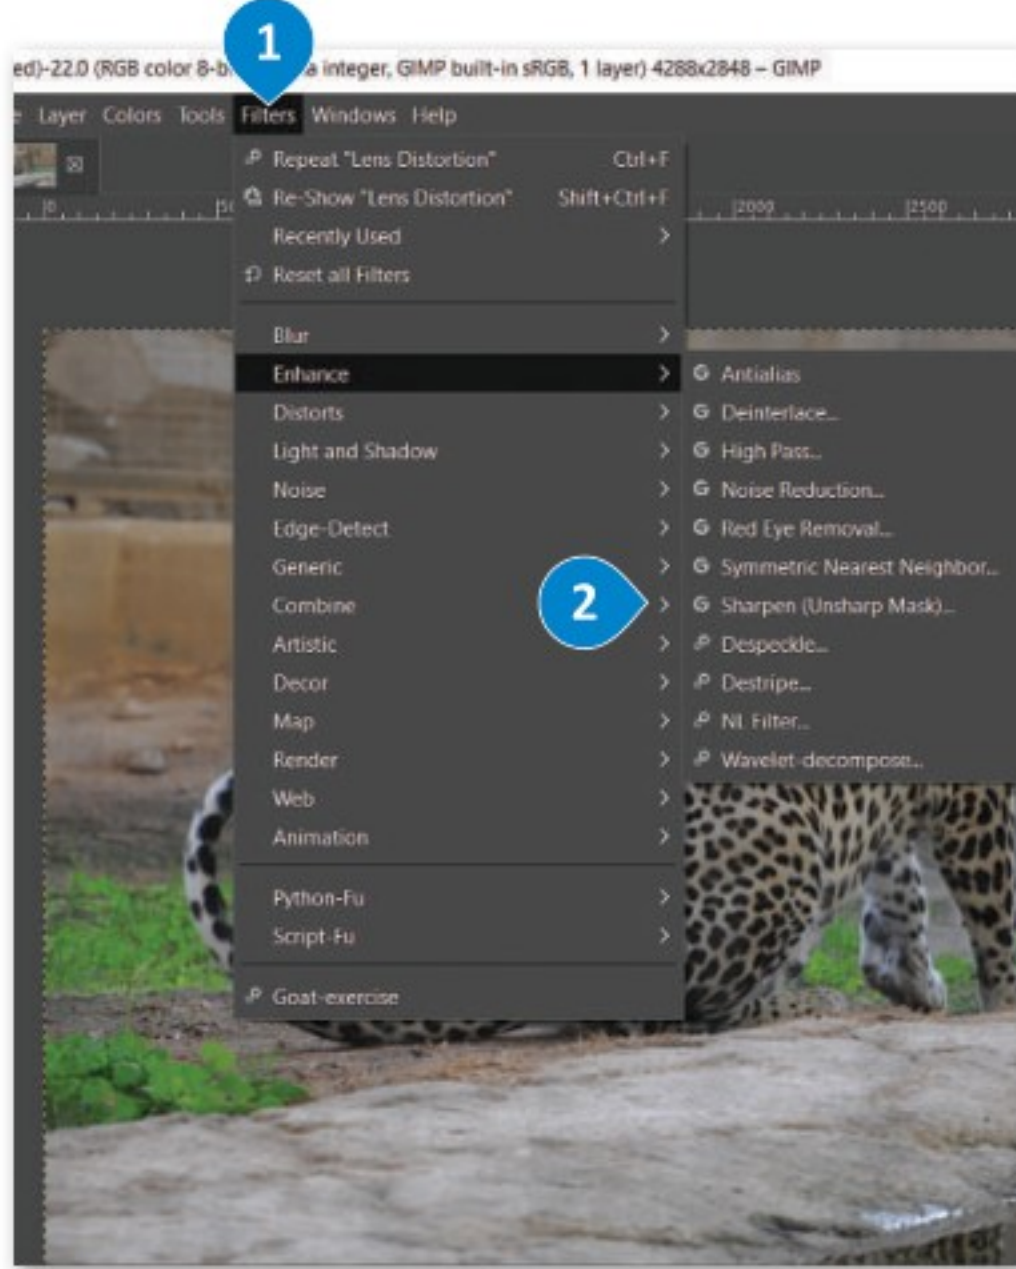 1
ed)-22.0 (RGB color 8-b a integer, GIMP built-in sRGB, 1 layer) 4288x2848 – GIMP
e Layer Colors Tools Filters Windows Help
Repeat "Lens Distortion" Ctrl+F
Re-Show "Lens Distortion" Shift+Ctrl+F
0 50 2000 2500
Recently Used >
Reset all Filters
Blur >
Enhance >
Distorts >
Light and Shadow >
Noise >
Edge-Detect >
Generic >
Combine >
Artistic >
Decor >
Map >
Render >
Web >
Animation >
Python-Fu >
Script-Fu >
Goat-exercise
G Antialias
G Deinterlace...
G High Pass...
G Noise Reduction...
G Red Eye Removal...
G Symmetric Nearest Neighbor...
2
G Sharpen (Unsharp Mask)...
Despeckle...
Destripe...
NL Filter...
Wavelet-decompose...